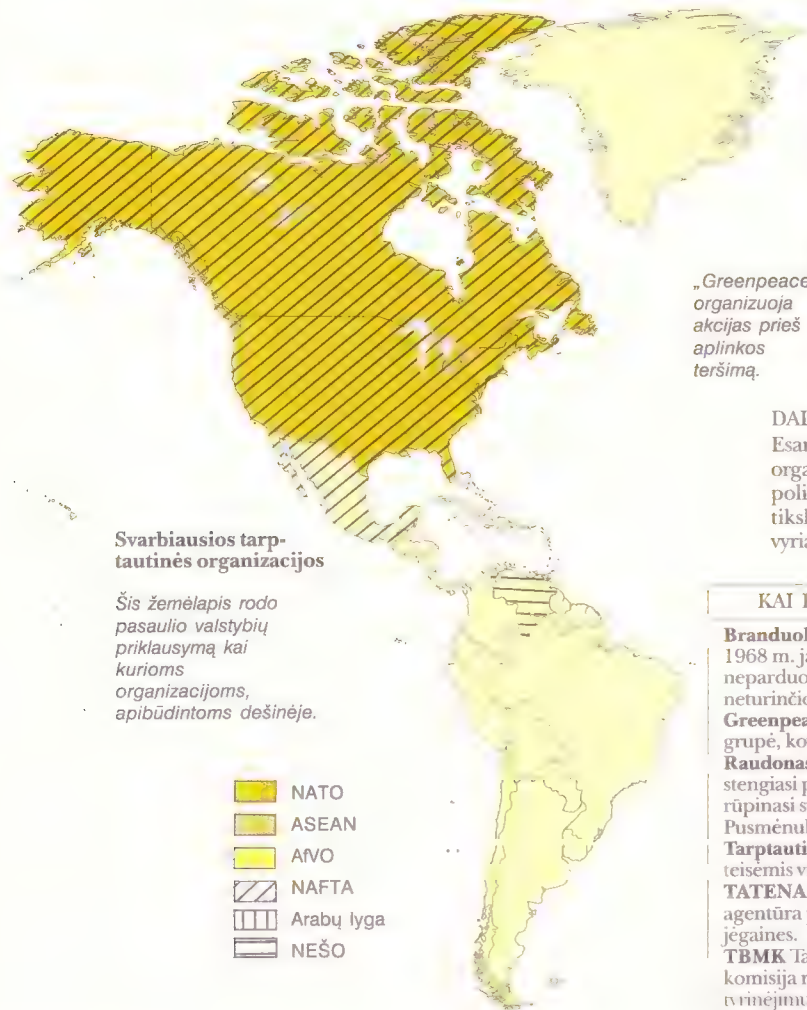 „Greenpeace
organizuoja
akcijas prieš
aplinkos
teršimą.
Svarbiausios tarp-
tautinės organizacijos
Šis žemėlapis rodo
pasaulio valstybių
priklausymą kai
kurioms
organizacijoms,
apibūdintoms dešinėje.
NATO
ASEAN
AfVO
NAFTA
Arabų lyga
NEŠO
Esar
orga
poli
tiksl
vyria
KAI
Branduol
1968 m. ja
neparduo
neturinčio
Greenpea
grupė, ko
Raudonas
stengiasi p
rūpinasi s
Pusmėnul
Tarptauti
teisėmis v
TATENA
agentūra
jėgaines.
TBMK Ta
komisija r
tyrinėjimu